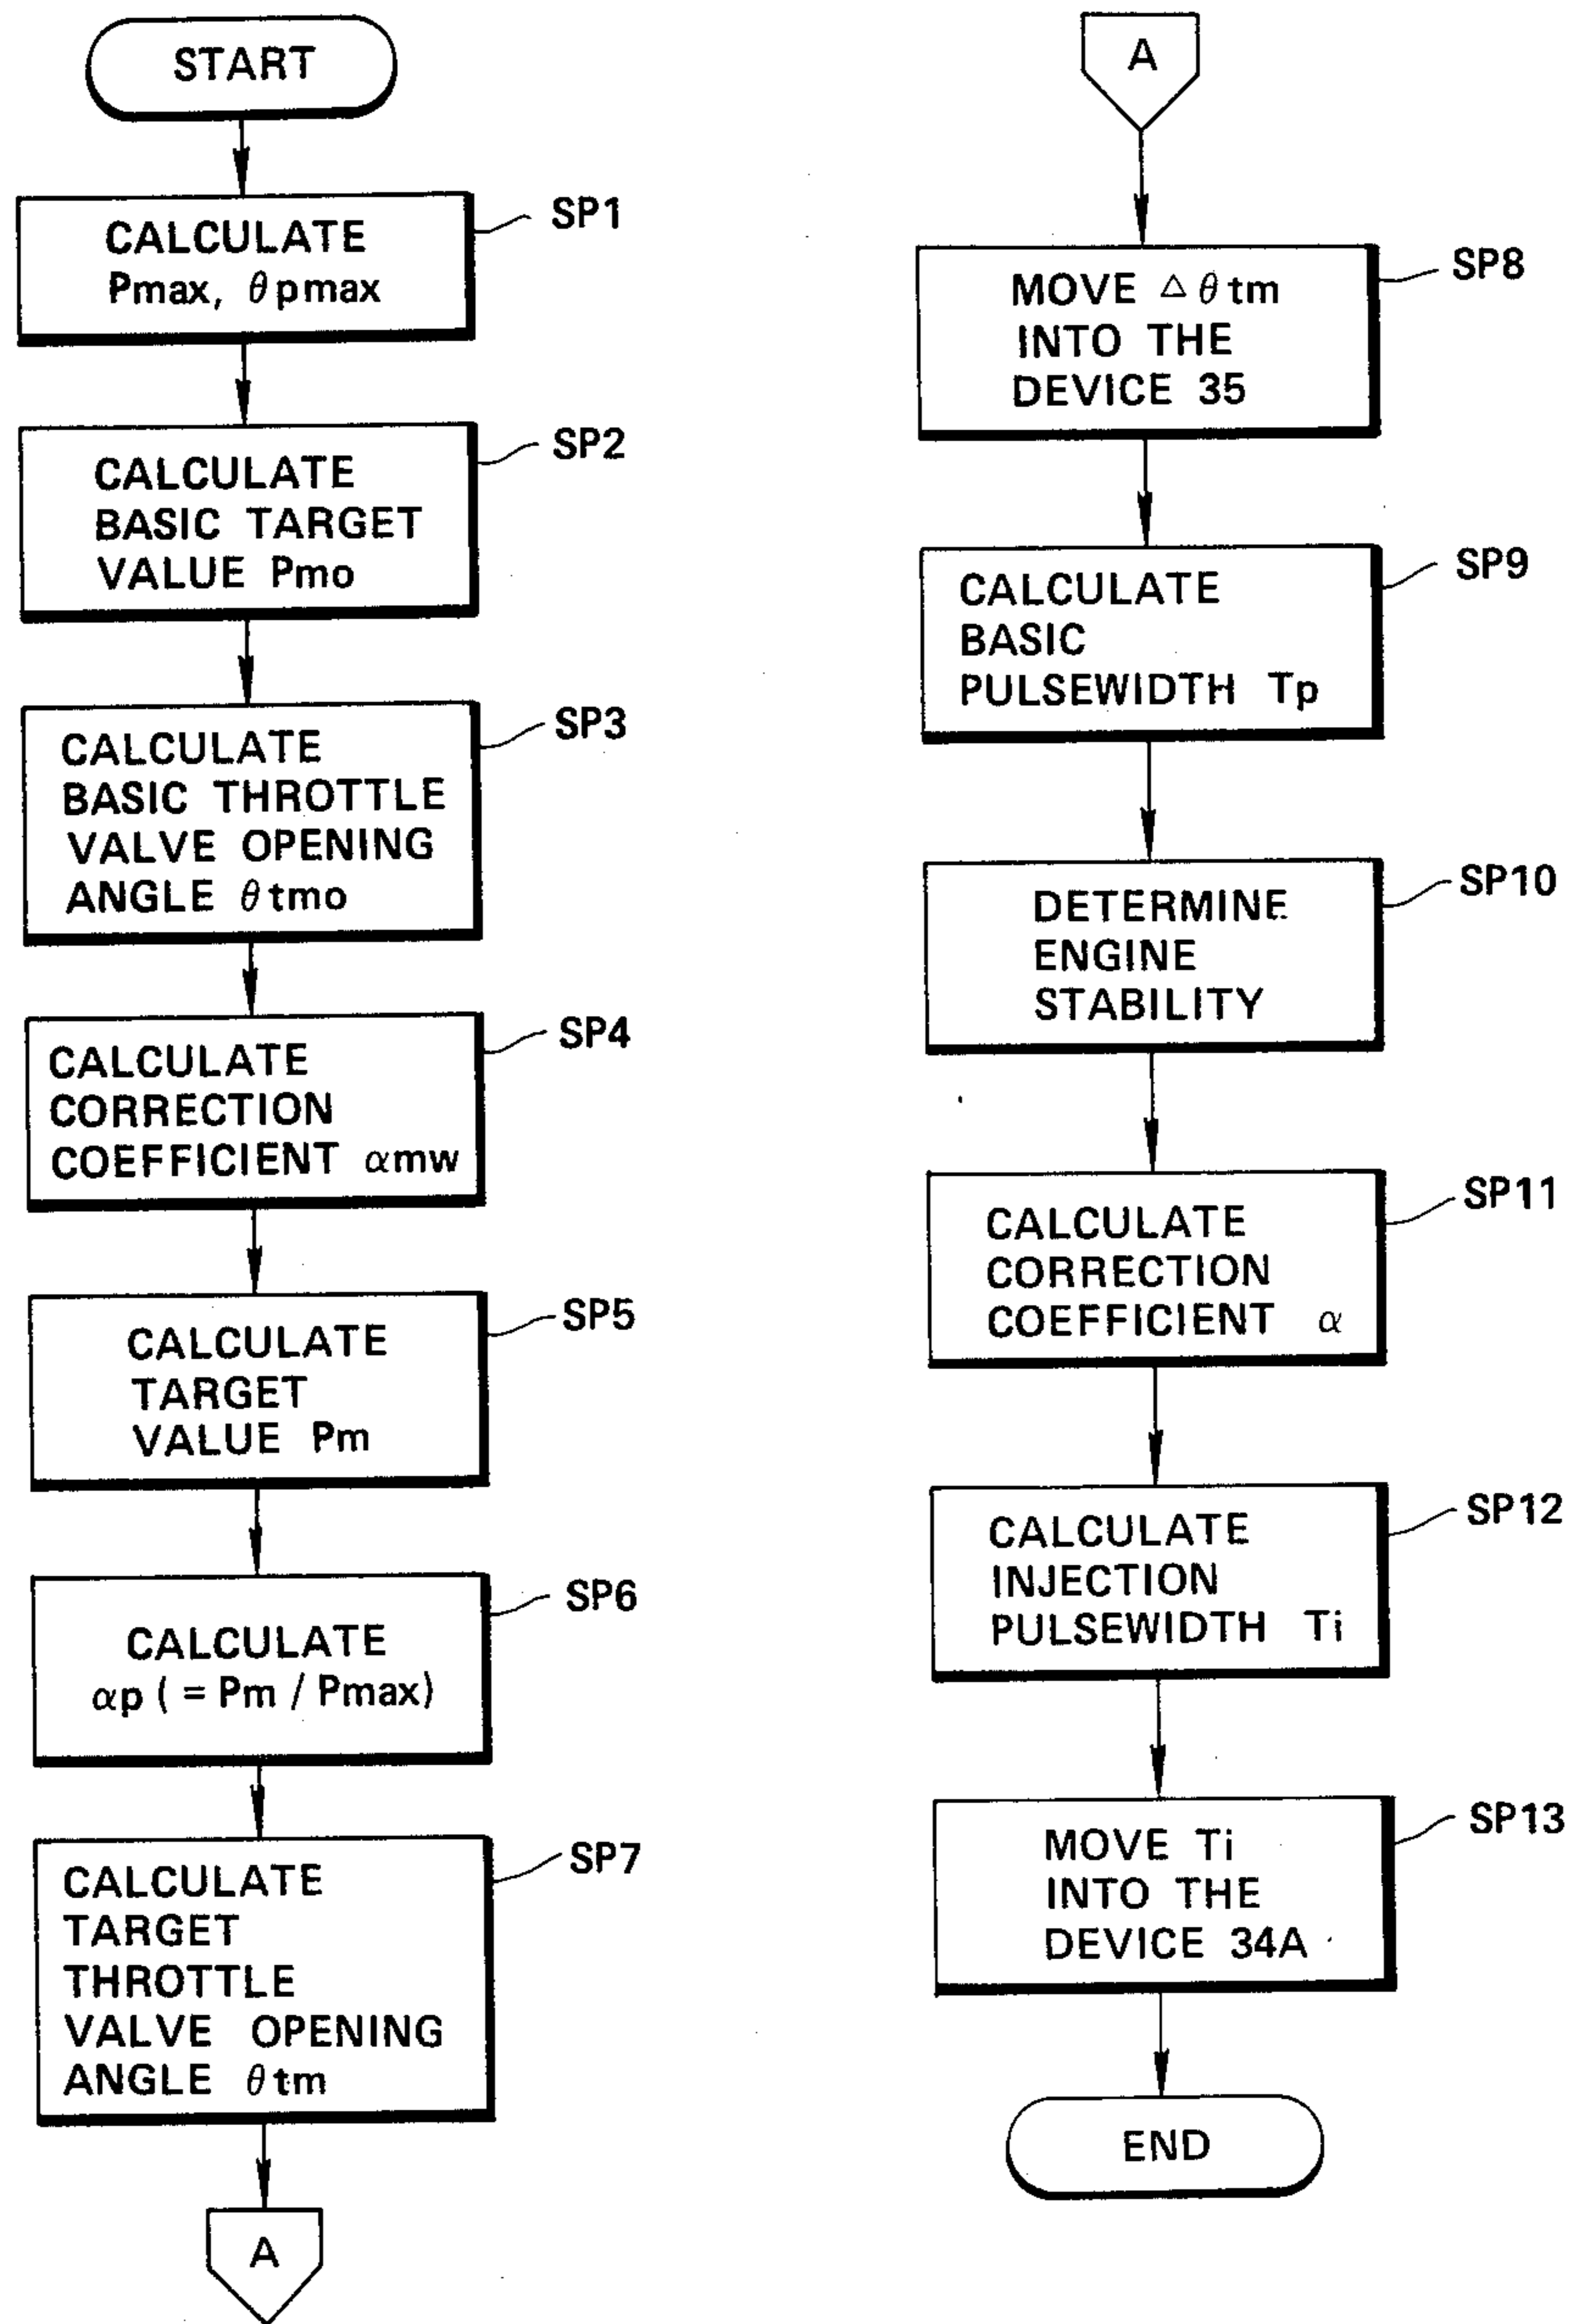 START
CALCULATE
Pmax, θpmax
SP1
CALCULATE
BASIC TARGET
VALUE Pmo
SP2
CALCULATE
BASIC THROTTLE
VALVE OPENING
ANGLE θtmo
SP3
CALCULATE
CORRECTION
COEFFICIENT αmw
SP4
CALCULATE
TARGET
VALUE Pm
SP5
CALCULATE
αp ( = Pm / Pmax)
SP6
CALCULATE
TARGET
THROTTLE
VALVE OPENING
ANGLE θtm
SP7
A
A
MOVE △θtm
INTO THE
DEVICE 35
SP8
CALCULATE
BASIC
PULSEWIDTH Tp
SP9
DETERMINE
ENGINE
STABILITY
SP10
CALCULATE
CORRECTION
COEFFICIENT α
SP11
CALCULATE
INJECTION
PULSEWIDTH Ti
SP12
MOVE Ti
INTO THE
DEVICE 34A
SP13
END